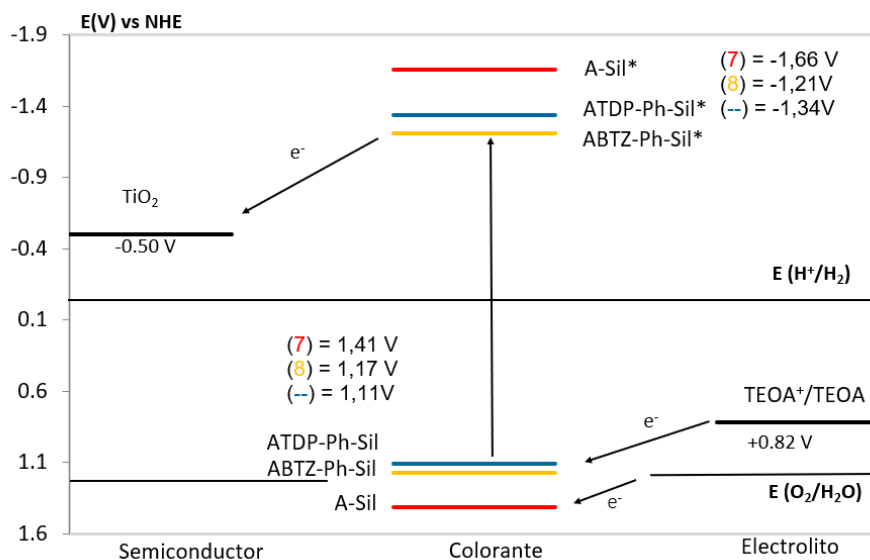 E(V) vs NHE
-1.9
A-Sil*
(7) = -1,66 V
(8) = -1,21V
-1.4
ATDP-Ph-Sil*
(--) = -1,34V
ABTZ-Ph-Sil*
e-
-0.9
TiO2
-0.50 V
-0.4
E (H+/H2)
0.1
(7) = 1,41 V
(8) = 1,17 V
(--) = 1,11V
0.6
TEOA+/TEOA
e-
+0.82 V
ATDP-Ph-Sil
1.1
ABTZ-Ph-Sil
E (O2/H2O)
A-Sil
e-
1.6
Semiconductor
Colorante
Electrolito